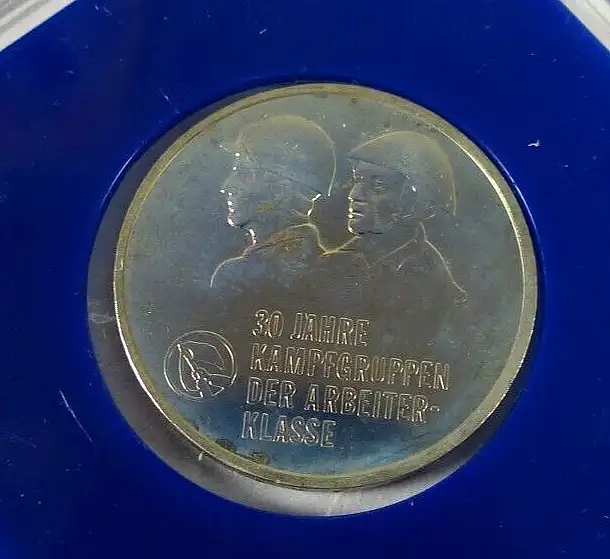 30 JAHRE
KAMPFGRUPPEN
DER ARBEITER-
KLASSE